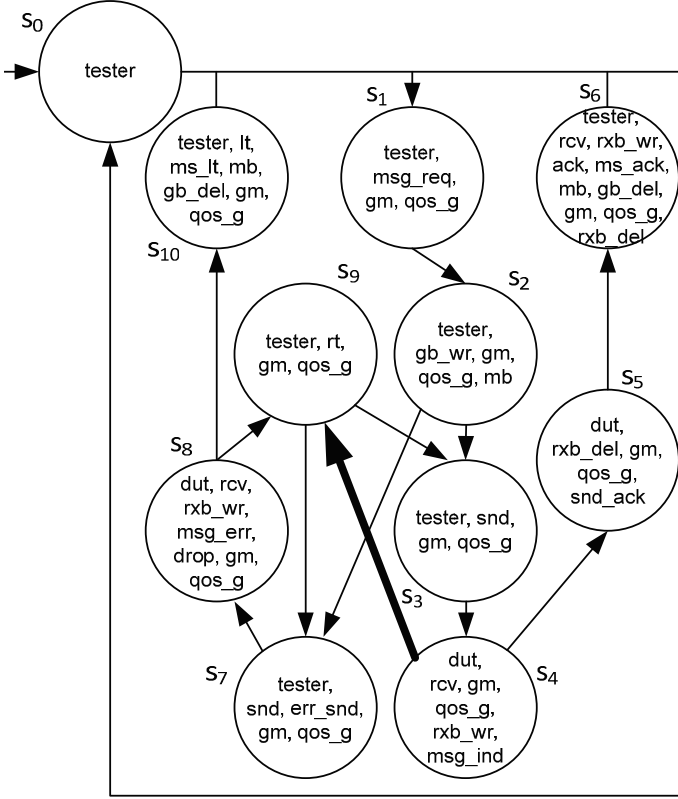 S0
tester
S1
S6
tester, lt,
ms_lt, mb,
gb_del, gm,
qos_g
S10
tester,
msg_req,
gm, qos_g
tester,
rcv, rxb_wr,
ack, ms_ack,
mb, gb_del,
gm, qos_g,
rxb_del
S9
S2
tester, rt,
gm, qos_g
tester,
gb_wr, gm,
qos_g, mb
S5
dut,
rxb_del, gm,
qos_g,
snd_ack
S8
dut, rcv,
rxb_wr,
msg_err,
drop, gm,
qos_g
tester, snd,
gm, qos_g
S3
S7
tester,
snd, err_snd,
gm, qos_g
dut,
rcv, gm,
qos_g,
rxb_wr,
msg_ind
S4